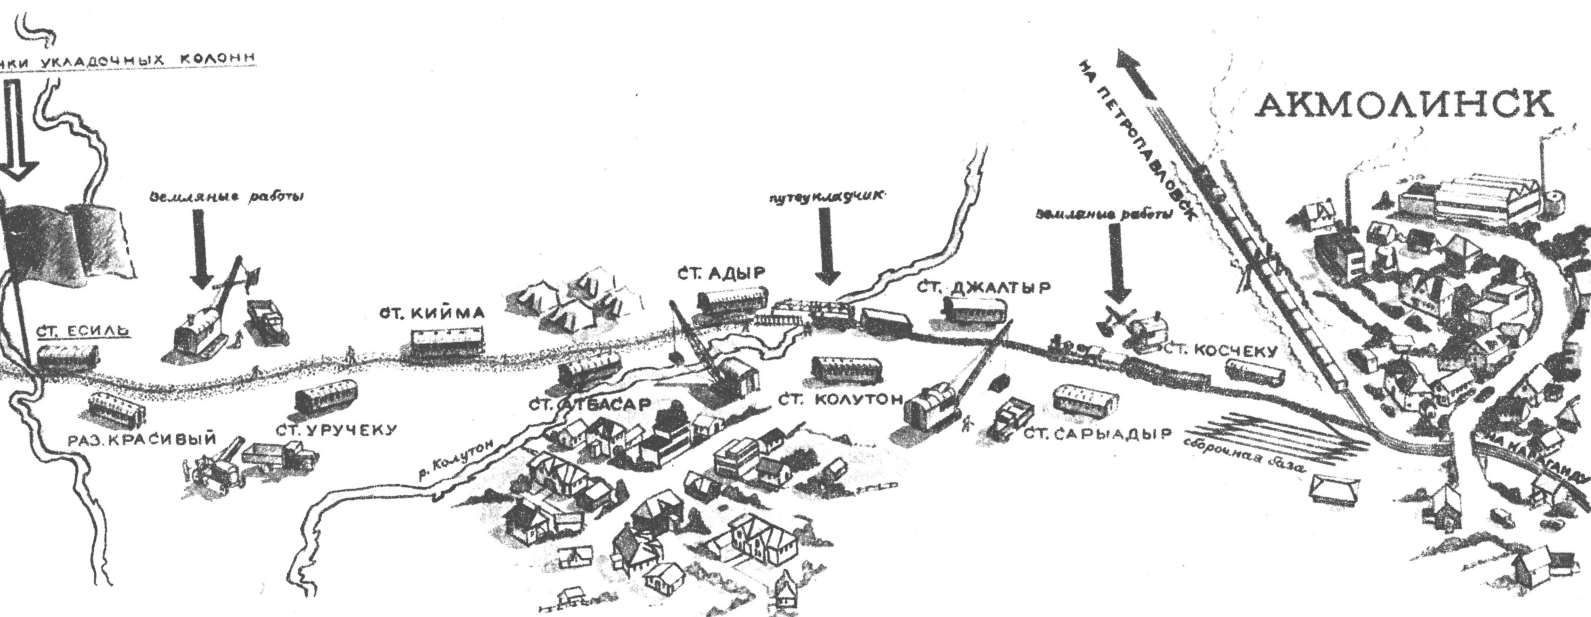 УКЛАДОЧНЫХ КОЛОНН
АКМОЛИНСК
НА ПЕТРОПАВЛОВСК
земляные работы
путеукладчик
земляные работы
СТ. АДЫР
СТ. ДЖАЛТЫР
СТ. КИЙМА
СТ. ЕСИЛЬ
СТ. КОСЧЕКУ
СТ. АТБАСАР
СТ. КОЛУТОН
РАЗ. КРАСИВЫЙ
СТ. УРУЧЕКУ
СТ. САРЫАДЫР
р. Колутон
сборочная база
НА КАРАГАНДУ